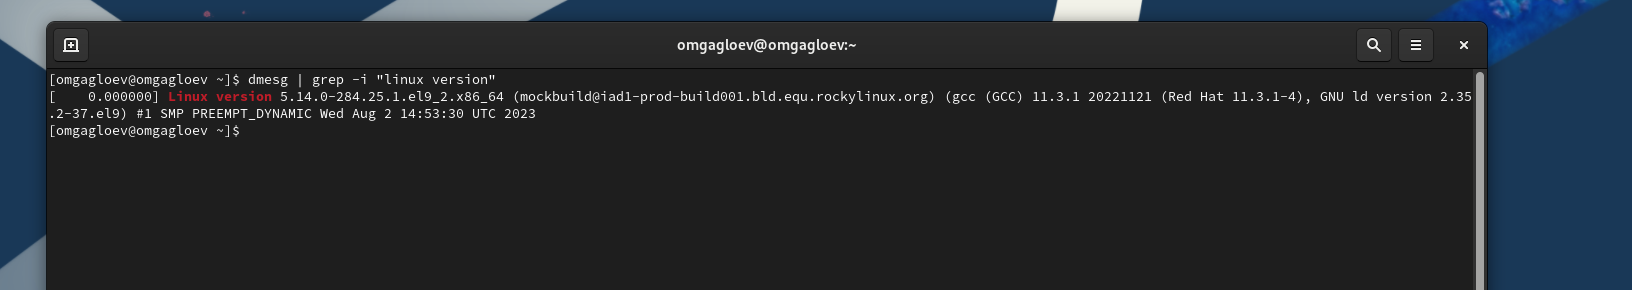 omgagloev@omgagloev:~
[omgagloev@omgagloev ~]$ dmesg | grep -i "linux version"
[    0.000000] Linux version 5.14.0-284.25.1.el9_2.x86_64 (mockbuild@iad1-prod-build001.bld.equ.rockylinux.org) (gcc (GCC) 11.3.1 20221121 (Red Hat 11.3.1-4), GNU ld version 2.35
.2-37.el9) #1 SMP PREEMPT_DYNAMIC Wed Aug 2 14:53:30 UTC 2023
[omgagloev@omgagloev ~]$